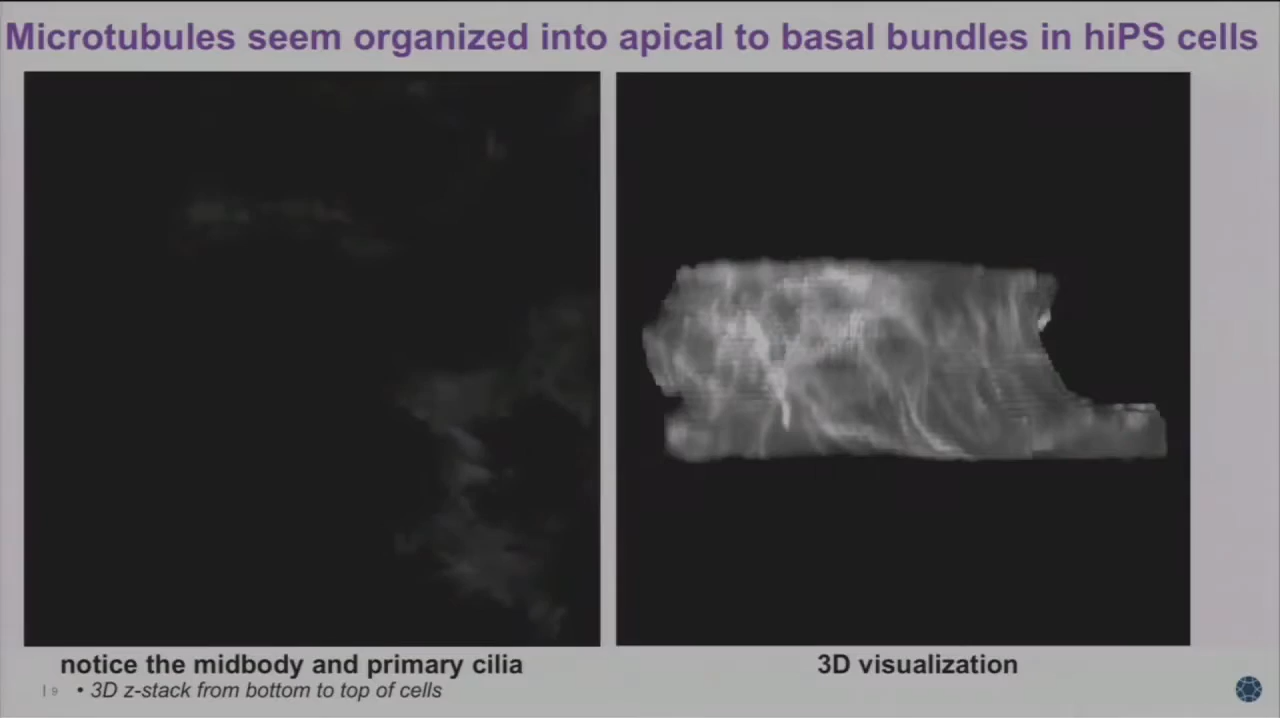 Microtubules seem organized into apical to basal bundles in hiPS cells
notice the midbody and primary cilia
3D visualization
| 9
• 3D z-stack from bottom to top of cells